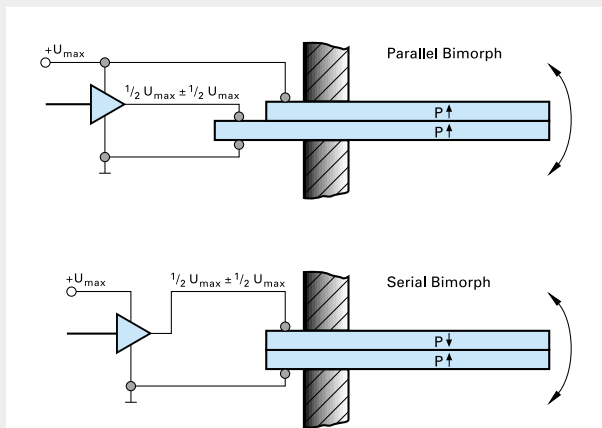 +Umax
Parallel Bimorph
1/2 Umax ± 1/2 Umax
P↑
P↑
+Umax
1/2 Umax ± 1/2 Umax
Serial Bimorph
P↓
P↑